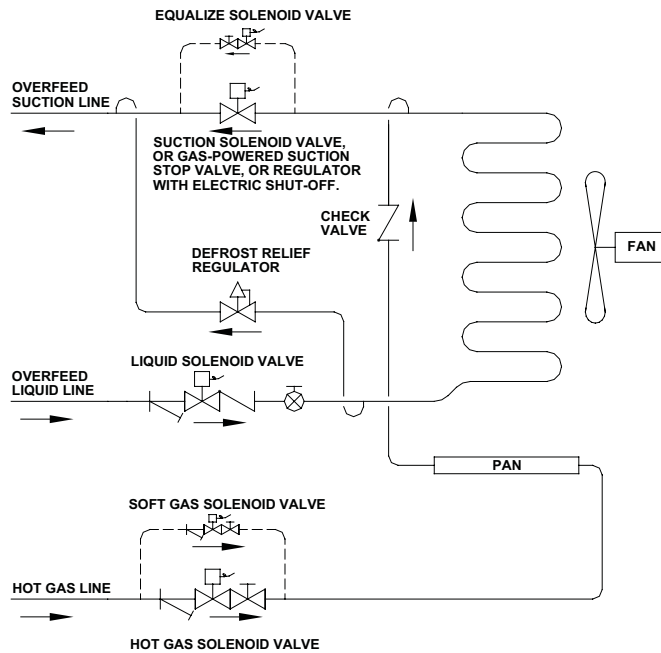 EQUALIZE SOLENOID VALVE
OVERFEED
SUCTION LINE
SUCTION SOLENOID VALVE,
OR GAS-POWERED SUCTION
STOP VALVE, OR REGULATOR
WITH ELECTRIC SHUT-OFF.
CHECK
VALVE
FAN
DEFROST RELIEF
REGULATOR
LIQUID SOLENOID VALVE
OVERFEED
LIQUID LINE
PAN
SOFT GAS SOLENOID VALVE
HOT GAS LINE
HOT GAS SOLENOID VALVE